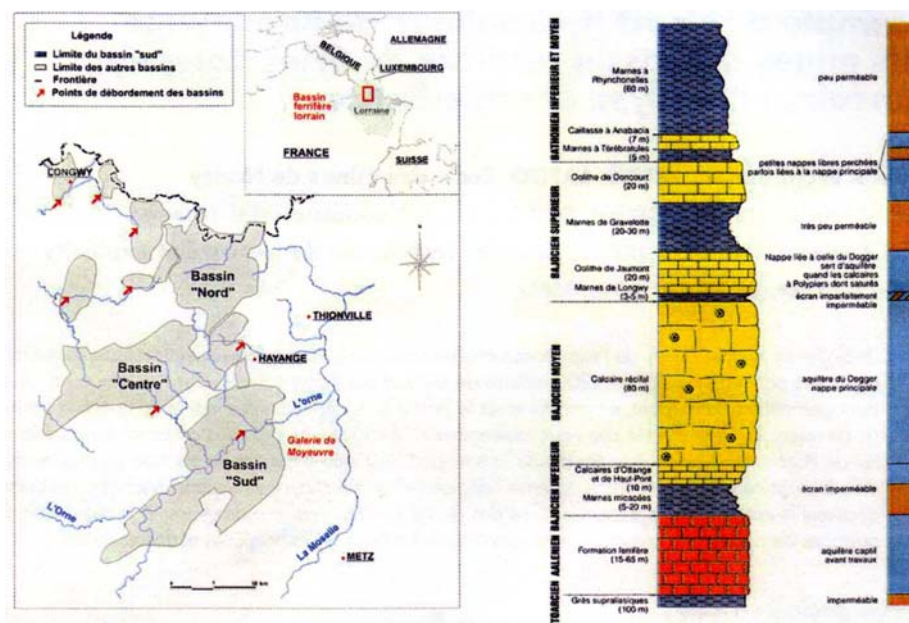 Légende
Limite du bassin "sud"
Limite des autres bassins
Frontière
Points de débordement des bassins
BELGIQUE
ALLEMAGNE
LUXEMBOURG
Bassin
ferrifère
lorrain
Lorraine
FRANCE
SUISSE
LONGWY
Bassin
"Nord"
THIONVILLE
HAYANGE
Bassin
"Centre"
L'orne
Galerie de
Moyeuvre
Bassin
"Sud"
L'Orne
La Moselle
METZ
BATHONIEN INFERIEUR ET MOYEN
Marnes à
Rhynchonelles
(60 m)
peu perméable
Caillasse à Anabacia
(7 m)
Marnes à Térébratules
(5 m)
petites nappes libres perchées
parfois liées à la nappe principale
BAJOCIEN SUPERIEUR
Oolithe de Doncourt
(20 m)
Marnes de Gravelotte
(20-30 m)
très peu perméable
Oolithe de Jaumont
(20 m)
Nappe liée à celle du Dogger
sert d'aquifère
quand les calcaires
à Polypiers dont saturés
Marnes de Longwy
(3-5 m)
écran imparfaitement
imperméable
BAJOCIEN MOYEN
Calcaire récifal
(80 m)
aquifère du Dogger
nappe principale
BAJOCIEN INFERIEUR
Calcaires d'Ottange
et de Haut-Pont
(10 m)
Marnes micacées
(5-20 m)
écran imperméable
AALENIEN
Formation ferrifère
(15-65 m)
aquifère captif
avant travaux
TOARCIEN
Grès supraliasiques
(100 m)
imperméable